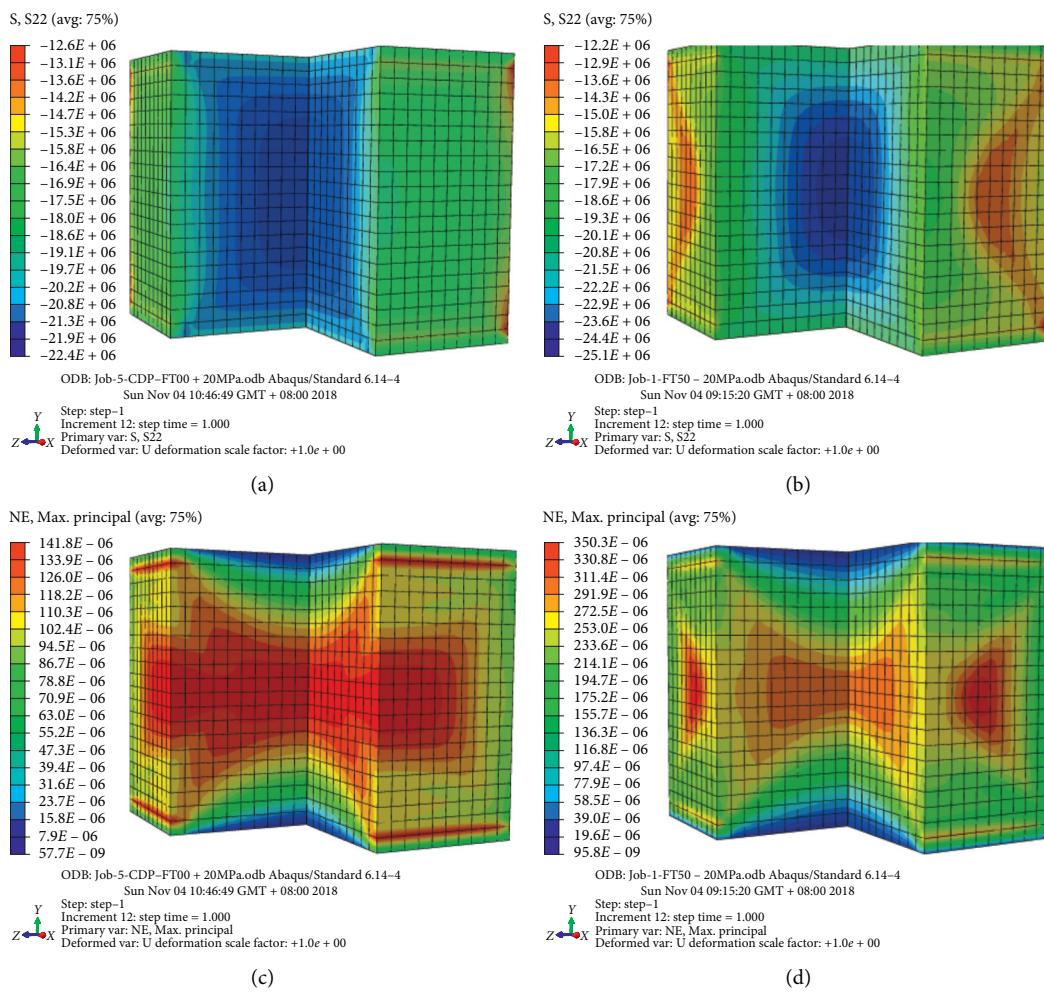 S, S22 (avg: 75%)
−12.6E + 06
−13.1E + 06
−13.6E + 06
−14.2E + 06
−14.7E + 06
−15.3E + 06
−15.8E + 06
−16.4E + 06
−16.9E + 06
−17.5E + 06
−18.0E + 06
−18.6E + 06
−19.1E + 06
−19.7E + 06
−20.2E + 06
−20.8E + 06
−21.3E + 06
−21.9E + 06
−22.4E + 06
ODB: Job-5-CDP–FT00 + 20MPa.odb Abaqus/Standard 6.14–4
Sun Nov 04 10:46:49 GMT + 08:00 2018
Step: step–1
Increment 12: step time = 1.000
Primary var: S, S22
Deformed var: U deformation scale factor: +1.0e + 00
Y
Z
X
(a)
S, S22 (avg: 75%)
−12.2E + 06
−12.9E + 06
−13.6E + 06
−14.3E + 06
−15.0E + 06
−15.8E + 06
−16.5E + 06
−17.2E + 06
−17.9E + 06
−18.6E + 06
−19.3E + 06
−20.1E + 06
−20.8E + 06
−21.5E + 06
−22.2E + 06
−22.9E + 06
−23.6E + 06
−24.4E + 06
−25.1E + 06
ODB: Job-1-FT50 – 20MPa.odb Abaqus/Standard 6.14–4
Sun Nov 04 09:15:20 GMT + 08:00 2018
Step: step–1
Increment 12: step time = 1.000
Primary var: S, S22
Deformed var: U deformation scale factor: +1.0e + 00
Y
Z
X
(b)
NE, Max. principal (avg: 75%)
141.8E – 06
133.9E – 06
126.0E – 06
118.2E – 06
110.3E – 06
102.4E – 06
94.5E – 06
86.7E – 06
78.8E – 06
70.9E – 06
63.0E – 06
55.2E – 06
47.3E – 06
39.4E – 06
31.6E – 06
23.7E – 06
15.8E – 06
7.9E – 06
57.7E – 09
ODB: Job-5-CDP–FT00 + 20MPa.odb Abaqus/Standard 6.14–4
Sun Nov 04 10:46:49 GMT + 08:00 2018
Step: step–1
Increment 12: step time = 1.000
Primary var: NE, Max. principal
Deformed var: U deformation scale factor: +1.0e + 00
Y
Z
X
(c)
NE, Max. principal (avg: 75%)
350.3E – 06
330.8E – 06
311.4E – 06
291.9E – 06
272.5E – 06
253.0E – 06
233.6E – 06
214.1E – 06
194.7E – 06
175.2E – 06
155.7E – 06
136.3E – 06
116.8E – 06
97.4E – 06
77.9E – 06
58.5E – 06
39.0E – 06
19.6E – 06
95.8E – 09
ODB: Job-1-FT50 – 20MPa.odb Abaqus/Standard 6.14–4
Sun Nov 04 09:15:20 GMT + 08:00 2018
Step: step–1
Increment 12: step time = 1.000
Primary var: NE, Max. principal
Deformed var: U deformation scale factor: +1.0e + 00
Y
Z
X
(d)